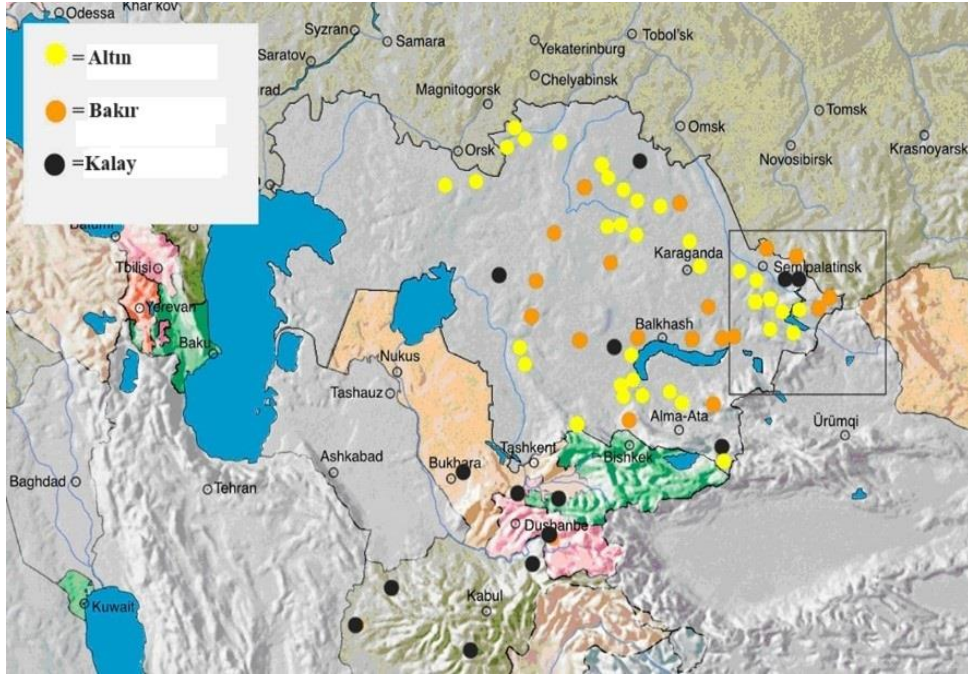 Odessa
Khar'kov
Syzran
Samara
Saratov
rad
Yekaterinburg
Tobol'sk
Chelyabinsk
Magnitogorsk
Orsk
Omsk
Tomsk
Novosibirsk
Krasnoyarsk
= Altın
= Bakır
=Kalay
Batumi
Tbilisi
Yerevan
Baku
Karaganda
Semipalatinsk
Balkhash
Nukus
Tashauz
Alma-Ata
Ürümqi
Tashkent
Bishkek
Bukhara
Ashkabad
Baghdad
Tehran
Dushanbe
Kabul
Kuwait